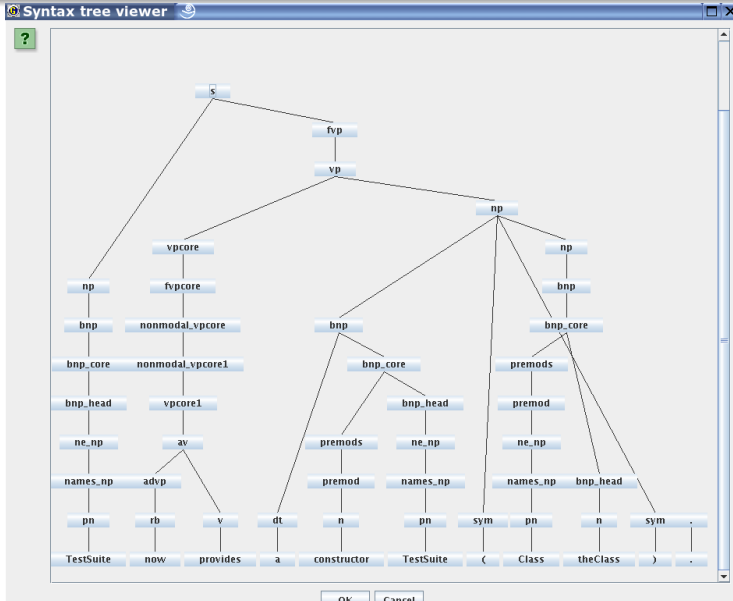 Syntax tree viewer
?
s
fvp
vp
np
vpcore np
np fvpcore bnp
bnp nonmodal_vpcore bnp bnp_core
bnp_core nonmodal_vpcore1 bnp_core premods
bnp_head vpcore1 bnp_head premod
ne_np av premods ne_np ne_np
names_np advp premod names_np names_np bnp_head
pn rb v dt n pn sym pn n sym .
TestSuite now provides a constructor TestSuite ( Class theClass ) .
OK Cancel